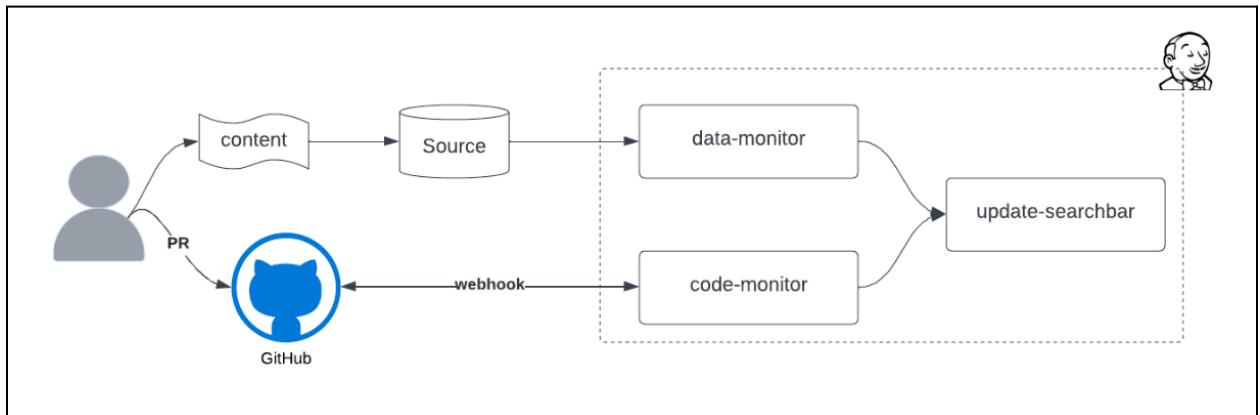 content
Source
data-monitor
update-searchbar
PR
webhook
code-monitor
GitHub